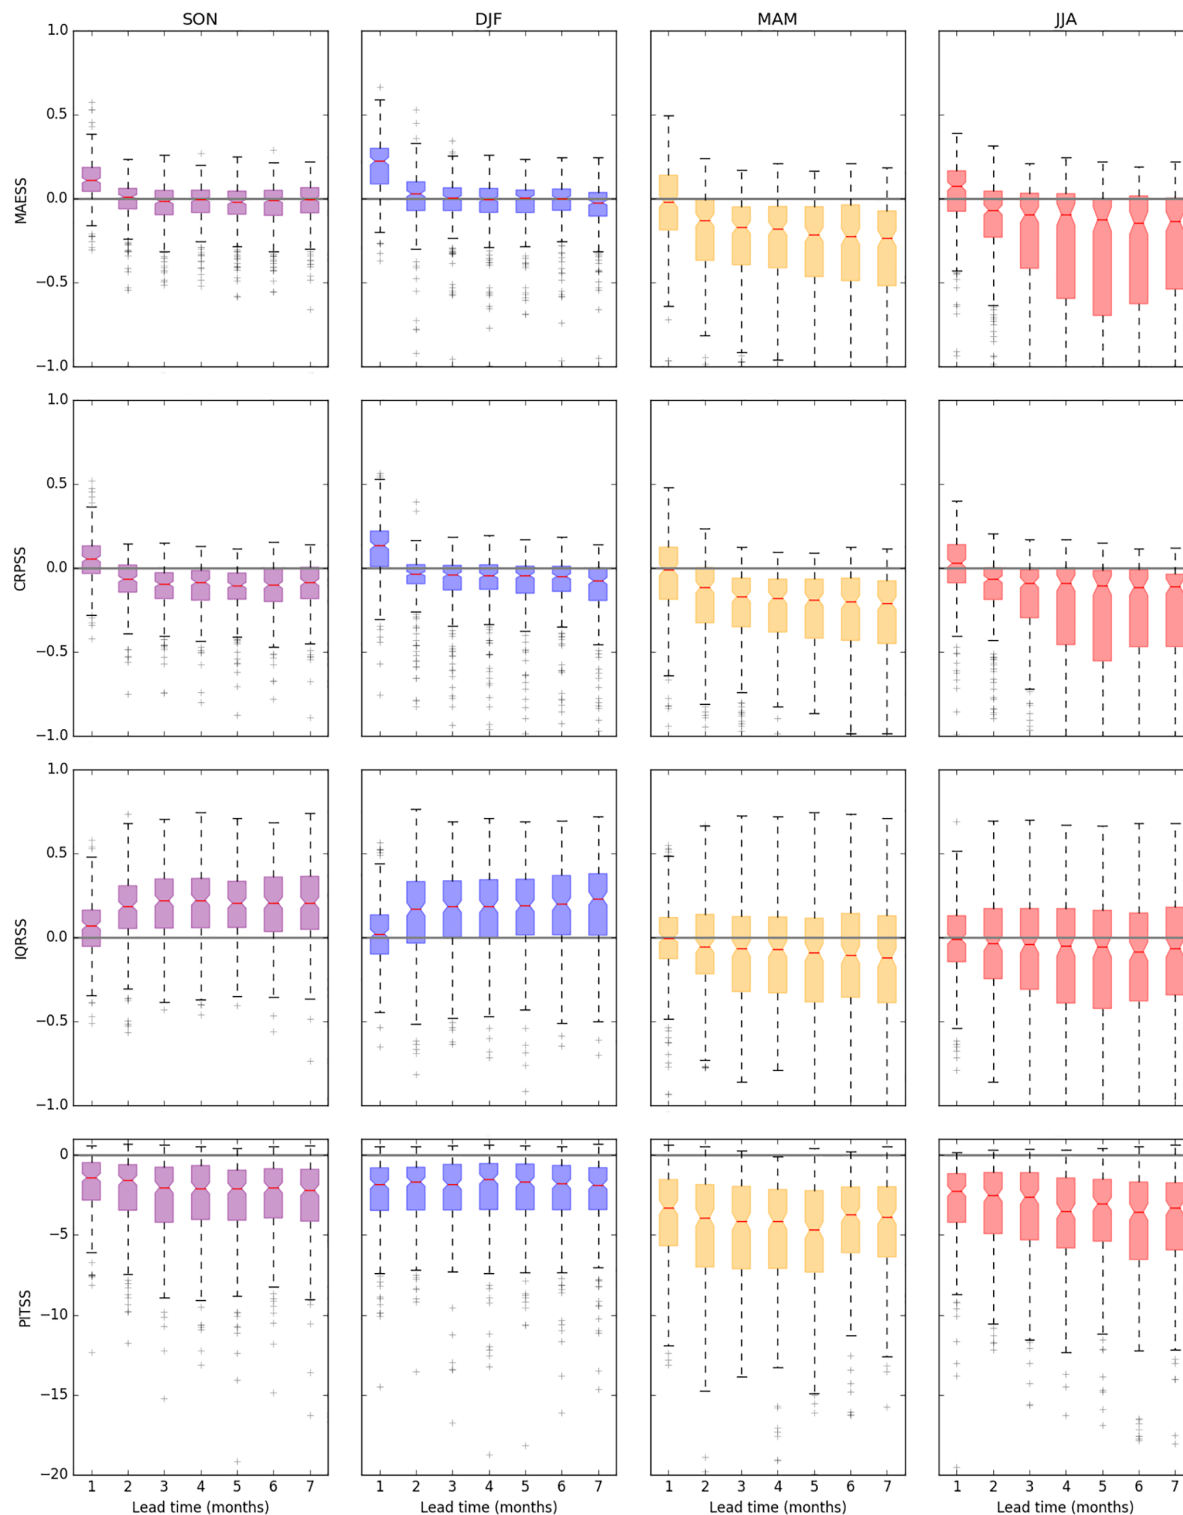 SON DJF MAM JJA
1.0
0.5
MAESS 0.0
−0.5
−1.0
1.0
0.5
CRPSS 0.0
−0.5
−1.0
1.0
0.5
IQRSS 0.0
−0.5
−1.0
0
−5
PITSS −10
−15
−20
1 2 3 4 5 6 7 1 2 3 4 5 6 7 1 2 3 4 5 6 7 1 2 3 4 5 6 7
Lead time (months) Lead time (months) Lead time (months) Lead time (months)